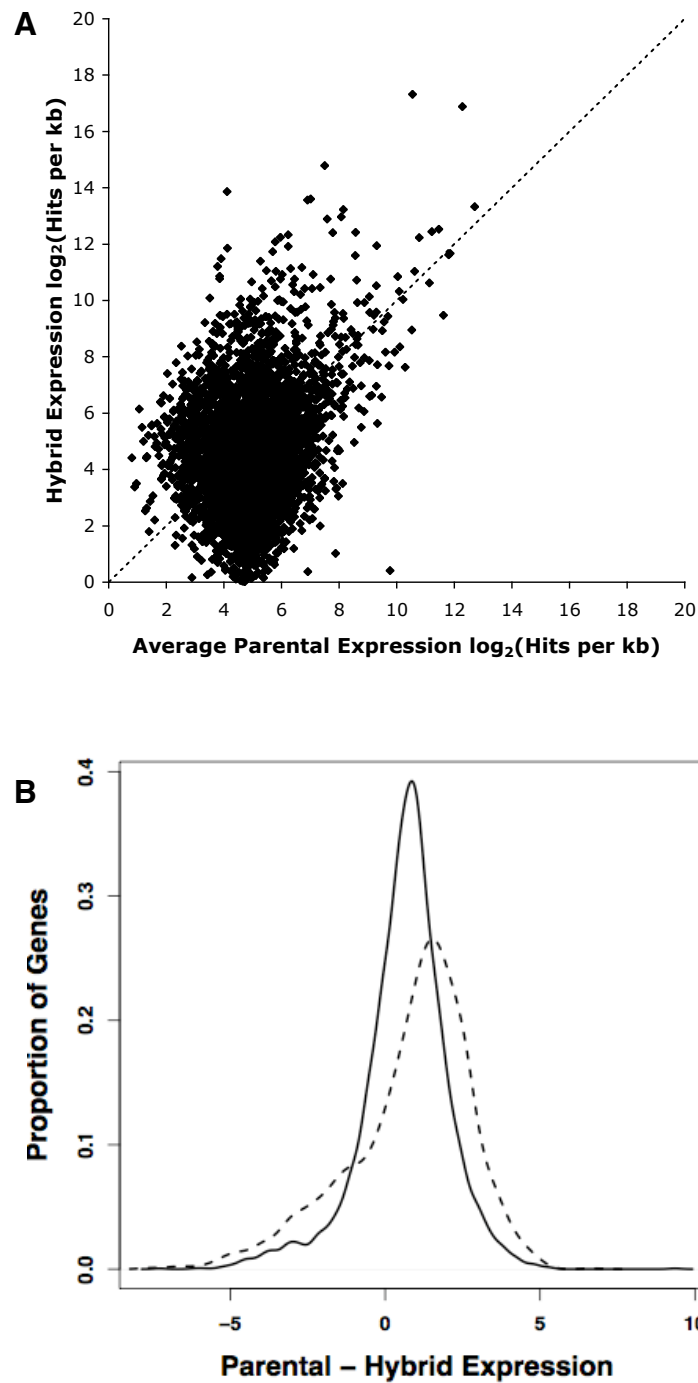 A
20
18
16
14
12
10
8
6
4
2
0
Hybrid Expression log₂(Hits per kb)
0 2 4 6 8 10 12 14 16 18 20
Average Parental Expression log₂(Hits per kb)
B
0.4
0.3
0.2
0.1
0.0
Proportion of Genes
−5 0 5
Parental − Hybrid Expression